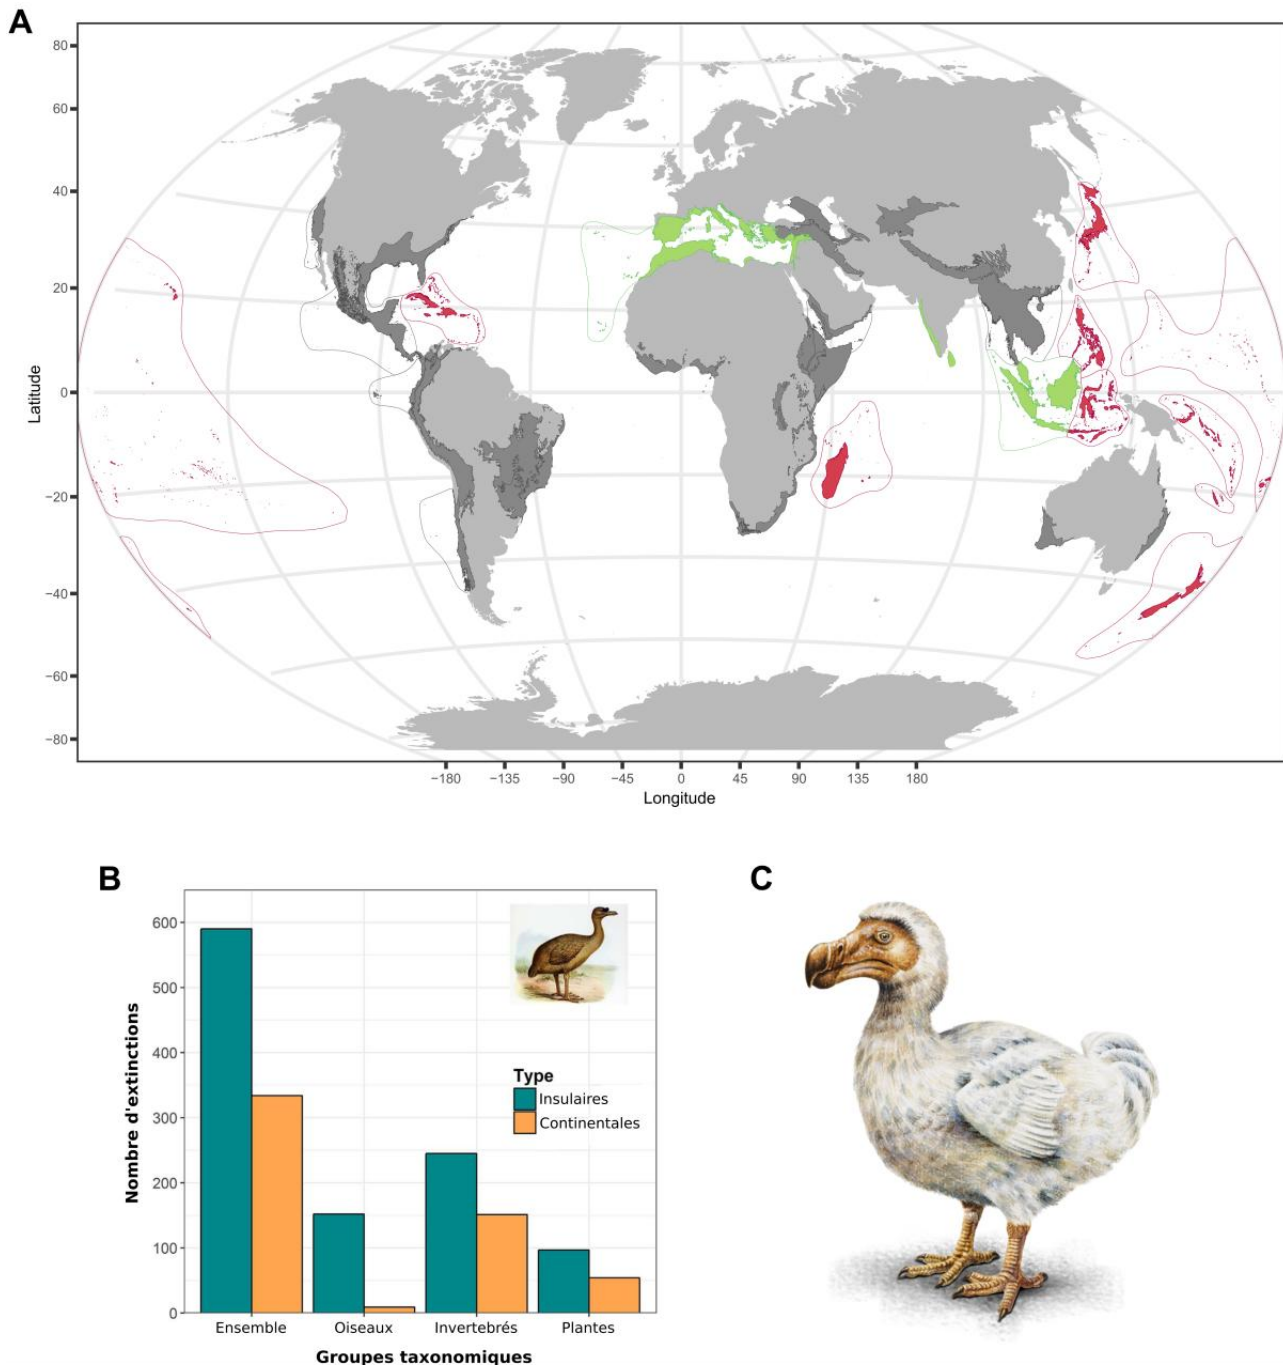 A
80
60
40
20
0
−20
−40
−60
−80
Latitude
−180 −135 −90 −45 0 45 90 135 180
Longitude
B
600
500
400
300
200
100
0
Nombre d'extinctions
Type
Insulaires
Continentales
Ensemble Oiseaux Invertebrés Plantes
Groupes taxonomiques
C